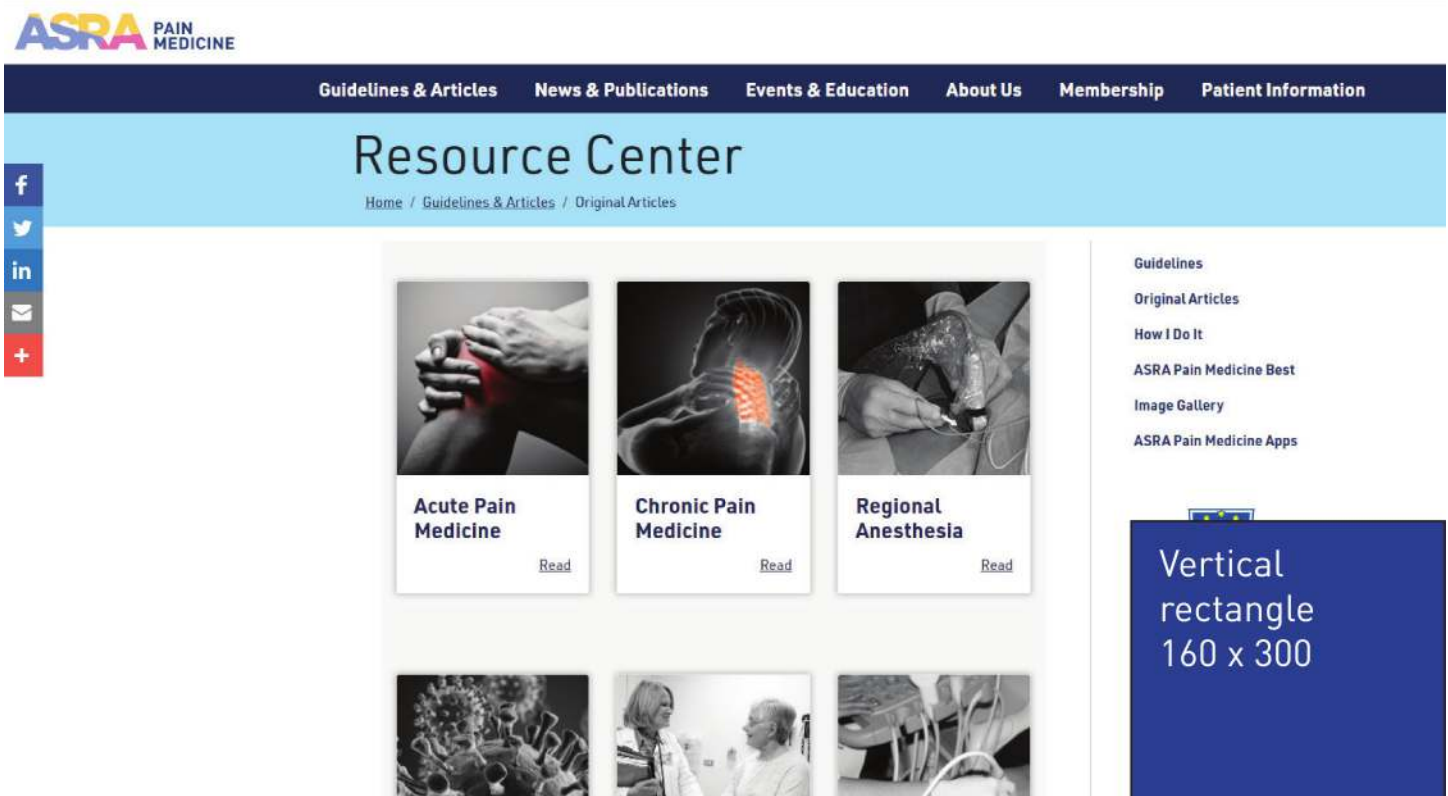 ASRA PAIN
MEDICINE
Guidelines & Articles News & Publications Events & Education About Us Membership Patient Information
Resource Center
Home / Guidelines & Articles / Original Articles
f
in
+
Acute Pain
Medicine
Read
Chronic Pain
Medicine
Read
Regional
Anesthesia
Read
Guidelines
Original Articles
How I Do It
ASRA Pain Medicine Best
Image Gallery
ASRA Pain Medicine Apps
Vertical
rectangle
160 x 300